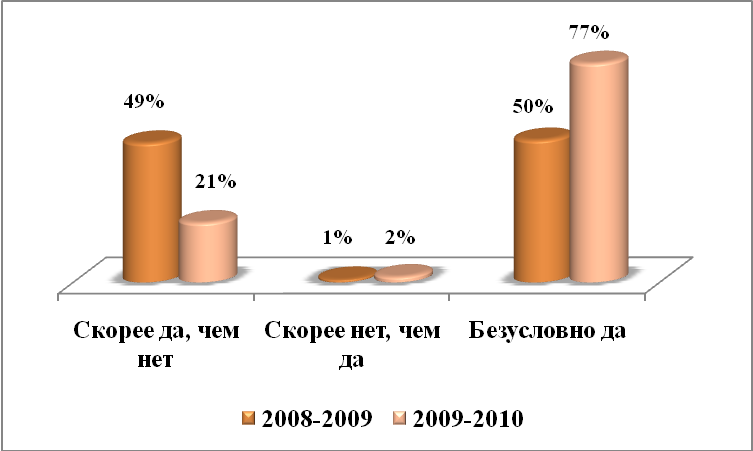 77%
49%
50%
21%
1%
2%
Скорее да, чем
нет
Скорее нет, чем
да
Безусловно да
2008-2009
2009-2010